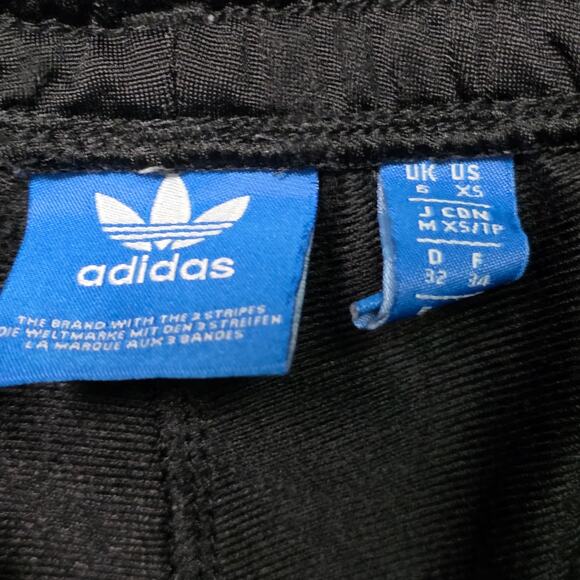 adidas
THE BRAND WITH THE 3 STRIPES
DIE WELTMARKE MIT DEN 3 STREIFEN
LA MARQUE AUX 3 BANDES
UK US
6 XS
J CDN
M XS/TP
D F
32 34